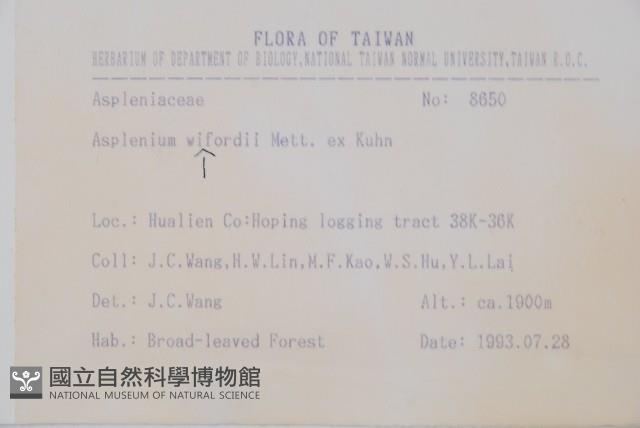 FLORA OF TAIWAN
HERBARIUM OF DEPARTMENT OF BIOLOGY,NATIONAL TAIWAN NORMAL UNIVERSITY,TAIWAN R.O.C.
Aspleniaceae No: 8650
Asplenium wifordii Mett. ex Kuhn
Loc.: Hualien Co:Hoping logging tract 38K-36K
Coll: J.C.Wang,H.W.Lin,M.F.Kao,W.S.Hu,Y.L.Lai
Det.: J.C.Wang Alt.: ca.1900m
Hab.: Broad-leaved Forest Date: 1993.07.28
國立自然科學博物館
NATIONAL MUSEUM OF NATURAL SCIENCE